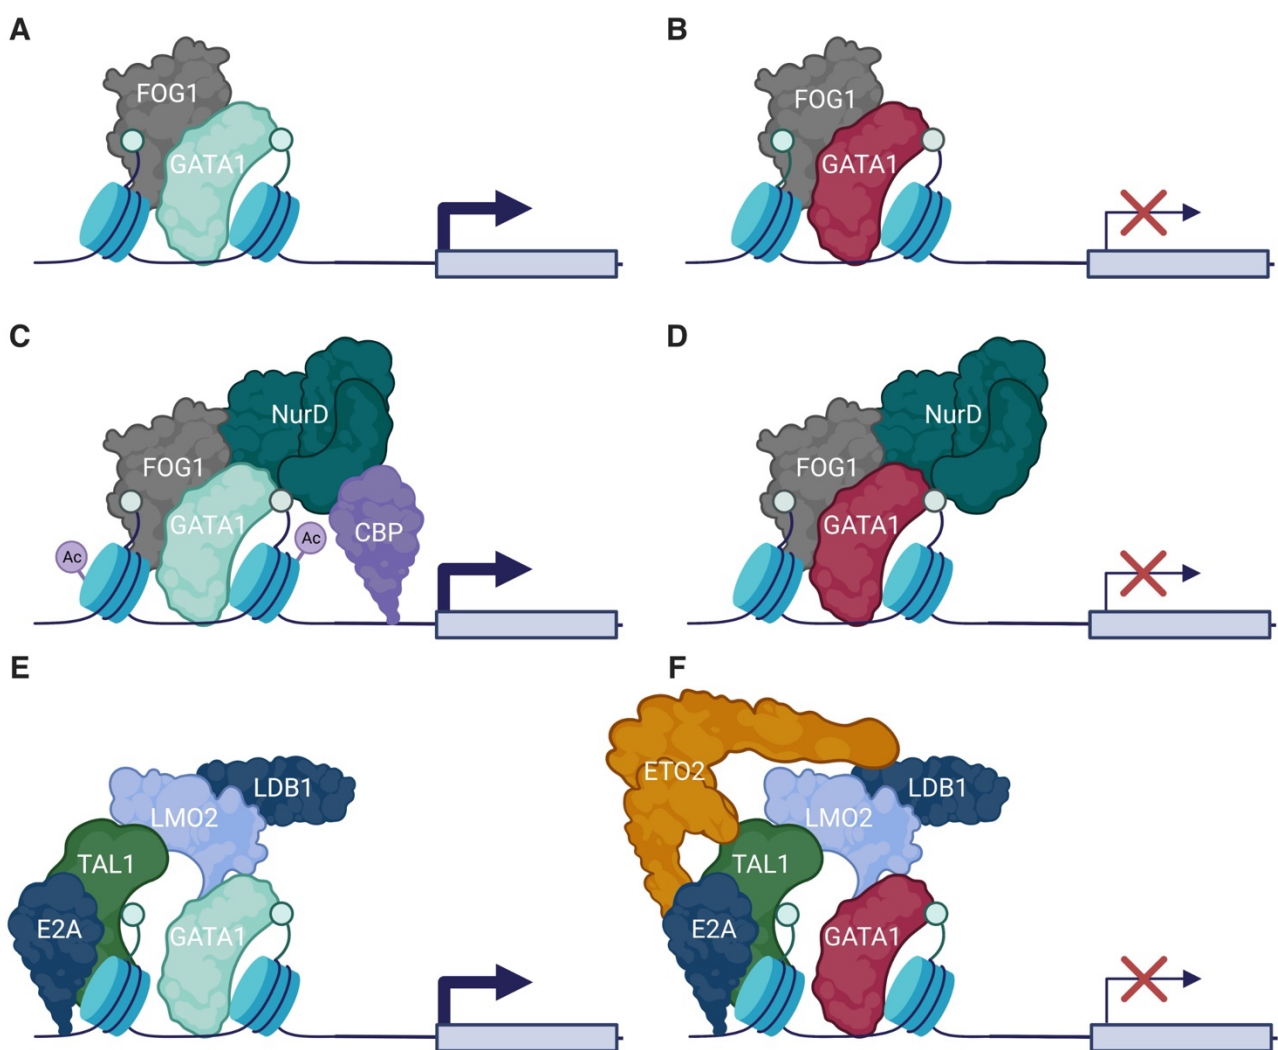 A
FOG1
GATA1
B
FOG1
GATA1
C
NurD
FOG1
GATA1
CBP
Ac
Ac
D
NurD
FOG1
GATA1
E
LDB1
LMO2
TAL1
E2A
GATA1
F
ETO2
LDB1
LMO2
TAL1
E2A
GATA1